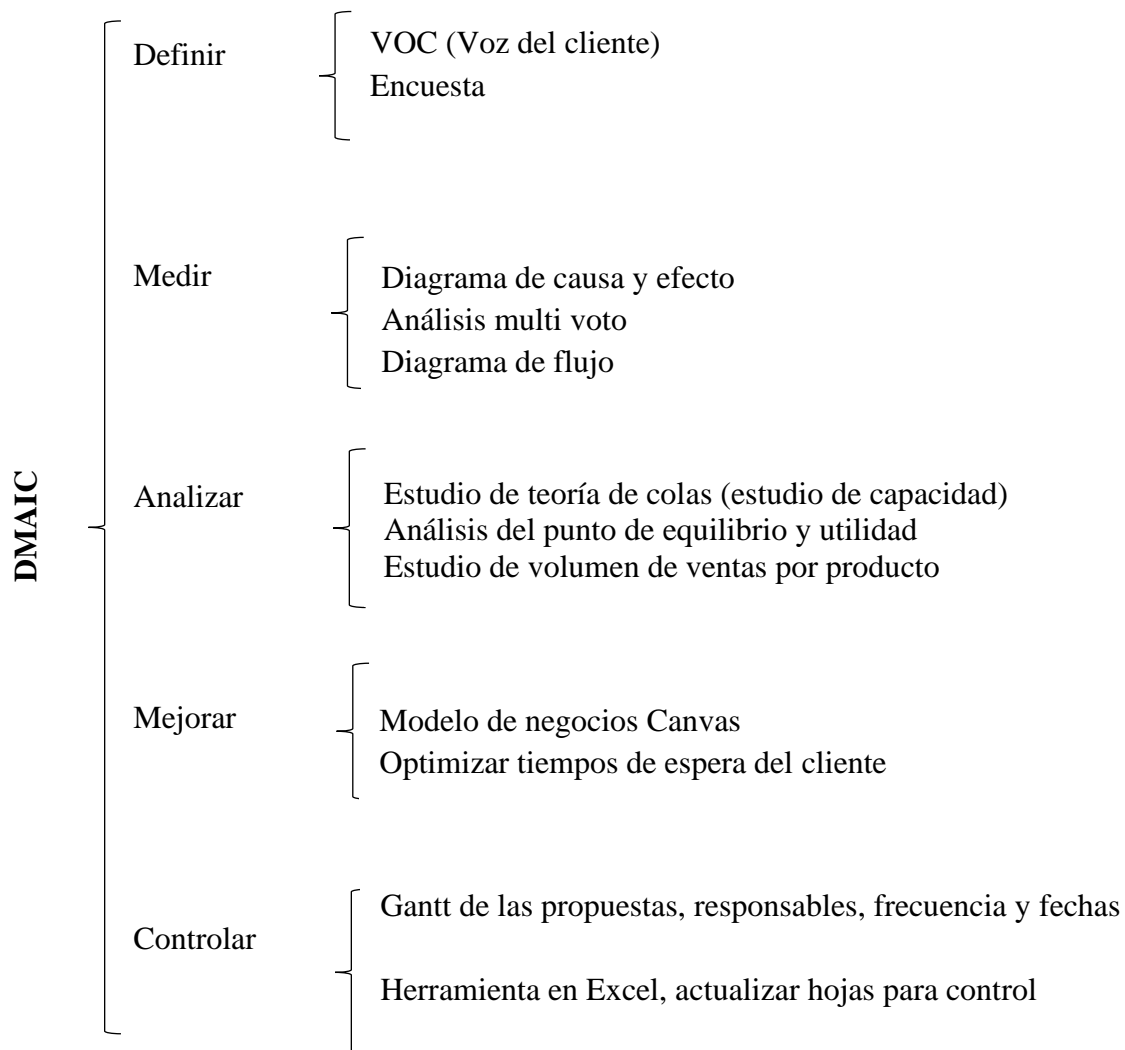 DMAIC
Definir
VOC (Voz del cliente)
Encuesta
Medir
Diagrama de causa y efecto
Análisis multi voto
Diagrama de flujo
Analizar
Estudio de teoría de colas (estudio de capacidad)
Análisis del punto de equilibrio y utilidad
Estudio de volumen de ventas por producto
Mejorar
Modelo de negocios Canvas
Optimizar tiempos de espera del cliente
Controlar
Gantt de las propuestas, responsables, frecuencia y fechas
Herramienta en Excel, actualizar hojas para control